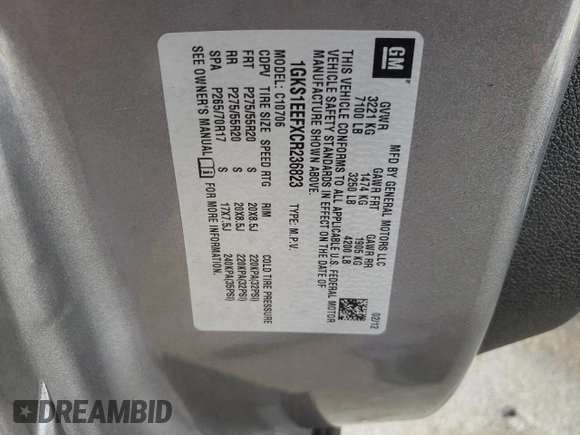 GM
MFD BY GENERAL MOTORS LLC
GVWR GAWR FRT GAWR RR
3221 KG 1474 KG 1905 KG
7100 LB 3250 LB 4200 LB
02/12
THIS VEHICLE CONFORMS TO ALL APPLICABLE U.S. FEDERAL MOTOR
VEHICLE SAFETY STANDARDS IN EFFECT ON THE DATE OF
MANUFACTURE SHOWN ABOVE.
1GKS1EEFXCR236823 TYPE: M.P.V.
MODEL: C10706
CDPV TIRE SIZE SPEED RTG RIM COLD TIRE PRESSURE
FRT P275/55R20 S 20X8.5J 220KPA(32PSI)
RR P275/55R20 S 20X8.5J 220KPA(32PSI)
SPA P265/70R17 S 17X7.5J 240KPA(35PSI)
SEE OWNER'S MANUAL FOR MORE INFORMATION.
DREAMBID